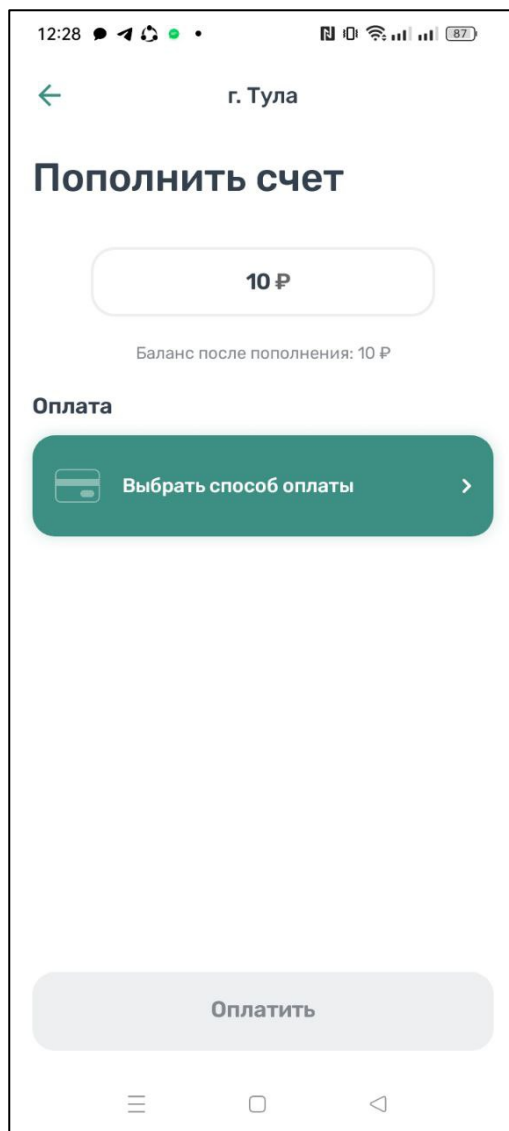 12:28
87
г. Тула
Пополнить счет
10 ₽
Баланс после пополнения: 10 ₽
Оплата
Выбрать способ оплаты
Оплатить